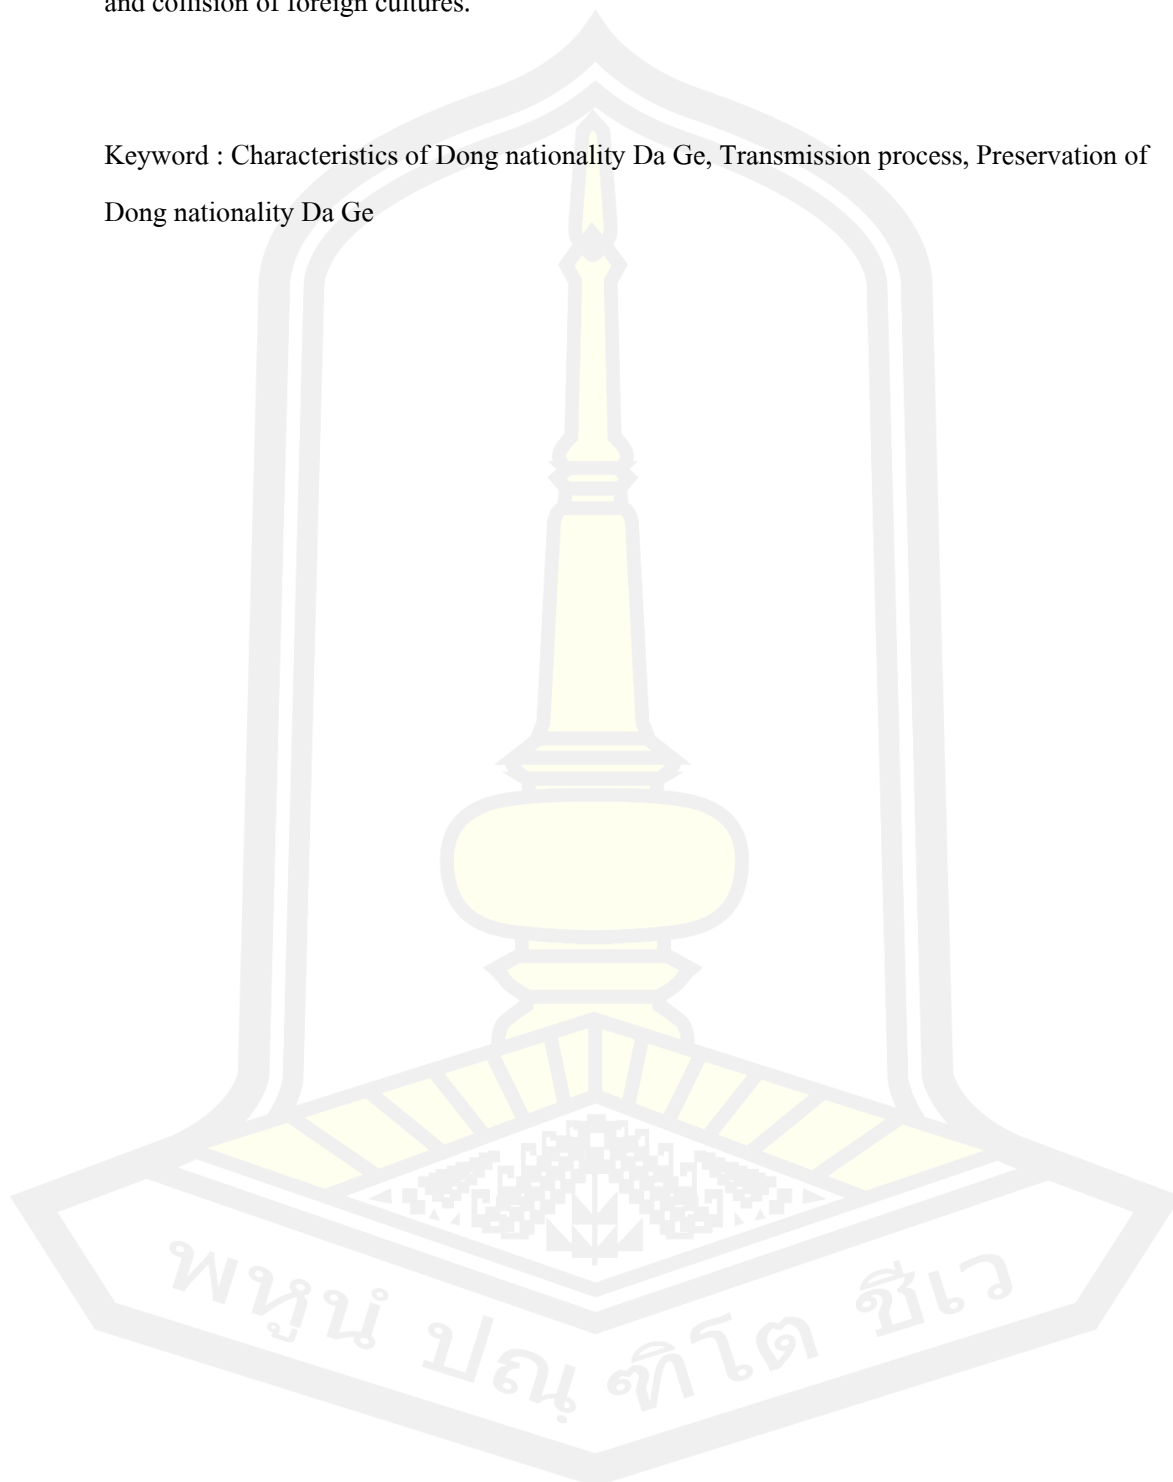 and collision of foreign cultures.
Keyword : Characteristics of Dong nationality Da Ge, Transmission process, Preservation of
Dong nationality Da Ge
พหูนํ ปณฺฑิโต ชีเว